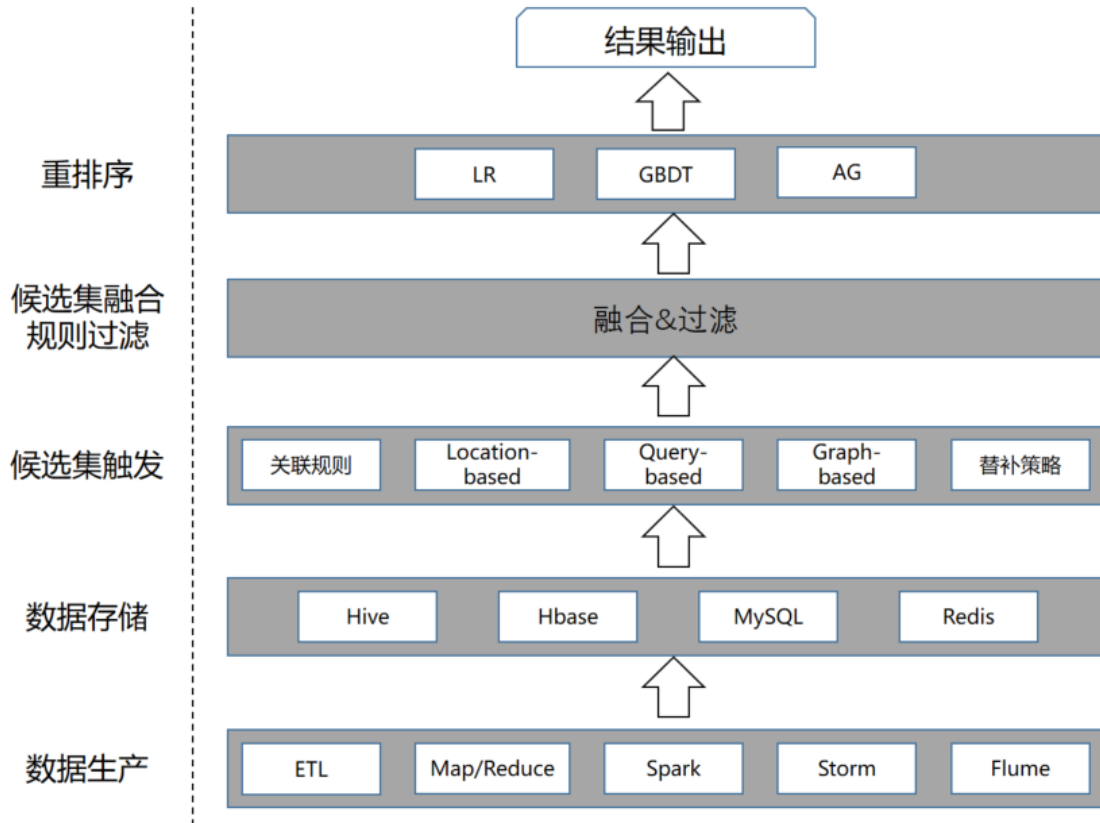 结果输出
重排序
LR
GBDT
AG
候选集融合
规则过滤
融合&过滤
候选集触发
关联规则
Location-
based
Query-
based
Graph-
based
替补策略
数据存储
Hive
Hbase
MySQL
Redis
数据生产
ETL
Map/Reduce
Spark
Storm
Flume